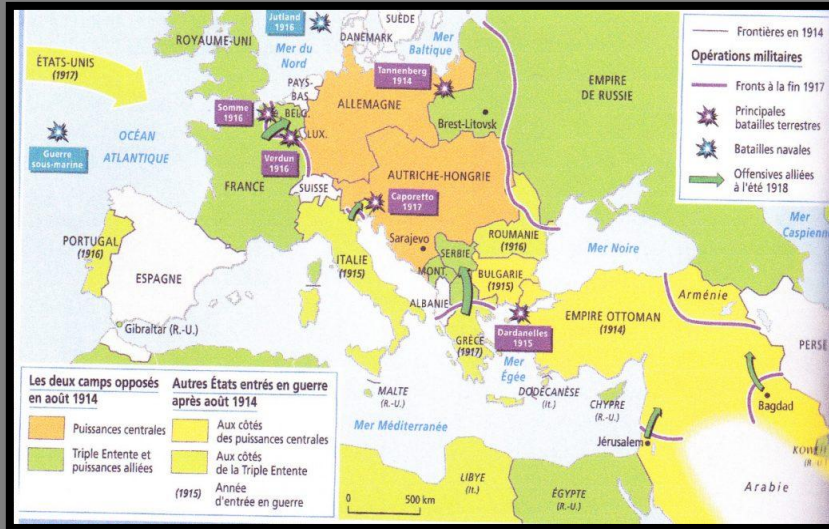 Jutland
1916
SUÈDE
ROYAUME-UNI
Mer du
Nord
DANEMARK
Mer
Baltique
ÉTATS-UNIS
(1917)
PAYS-
BAS
Tannenberg
1914
EMPIRE
DE RUSSIE
Somme
1916
BELG.
ALLEMAGNE
Brest-Litovsk
LUX.
OCÉAN
ATLANTIQUE
Guerre
sous-marine
Verdun
1916
AUTRICHE-HONGRIE
FRANCE
SUISSE
Caporetto
1917
PORTUGAL
(1916)
ITALIE
(1915)
Sarajevo
ROUMANIE
(1916)
SERBIE
MONT.
BULGARIE
(1915)
Mer Noire
Mer
Caspienne
ESPAGNE
ALBANIE
Arménie
Gibraltar (R.-U.)
EMPIRE OTTOMAN
(1914)
PERSE
GRÈCE
(1917)
Dardanelles
1915
Mer
Égée
MALTE
(R.-U.)
DODÉCANÈSE
(It.)
CHYPRE
(R.-U.)
Bagdad
Mer Méditerranée
Jérusalem
(R.-U.)
LIBYE
(It.)
ÉGYPTE
(R.-U.)
Arabie
0 500 km
Frontières en 1914
Opérations militaires
Fronts à la fin 1917
Principales
batailles terrestres
Batailles navales
Offensives alliées
à l'été 1918
Les deux camps opposés
en août 1914
Puissances centrales
Triple Entente et
puissances alliées
Autres États entrés en guerre
après août 1914
Aux côtés
des puissances centrales
Aux côtés
de la Triple Entente
(1915) Année
d'entrée en guerre